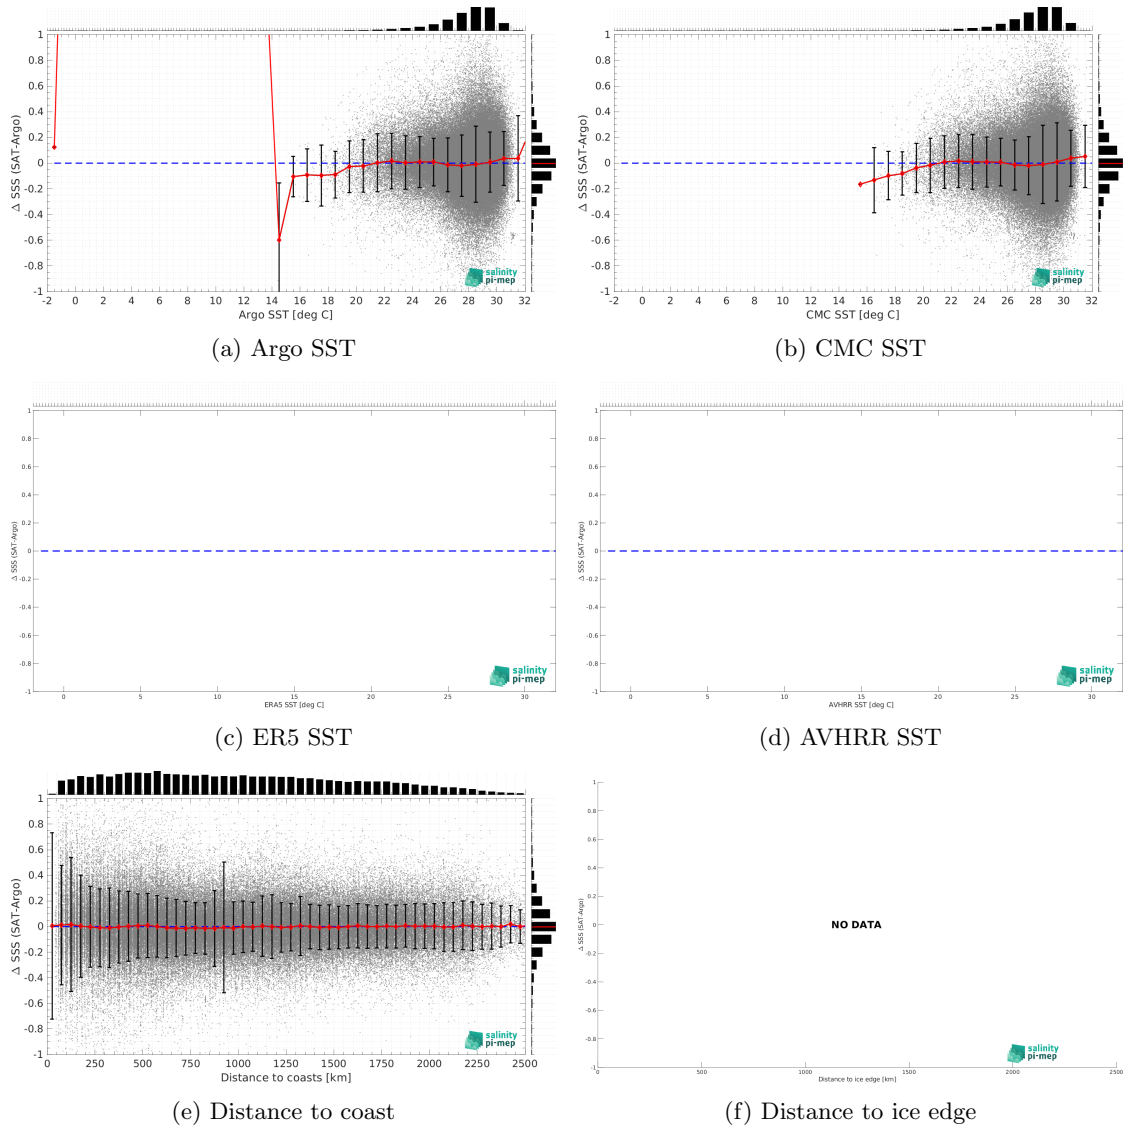 1
0.8
0.6
0.4
0.2
0
-0.2
-0.4
-0.6
-0.8
-1
Δ SSS (SAT-Argo)
-2 0 2 4 6 8 10 12 14 16 18 20 22 24 26 28 30 32
Argo SST [deg C]
salinity
pi-mep
(a) Argo SST
1
0.8
0.6
0.4
0.2
0
-0.2
-0.4
-0.6
-0.8
-1
Δ SSS (SAT-Argo)
-2 0 2 4 6 8 10 12 14 16 18 20 22 24 26 28 30 32
CMC SST [deg C]
salinity
pi-mep
(b) CMC SST
1
0.8
0.6
0.4
0.2
0
-0.2
-0.4
-0.6
-0.8
-1
Δ SSS (SAT-Argo)
0 5 10 15 20 25 30
ERA5 SST [deg C]
salinity
pi-mep
(c) ER5 SST
1
0.8
0.6
0.4
0.2
0
-0.2
-0.4
-0.6
-0.8
-1
Δ SSS (SAT-Argo)
0 5 10 15 20 25 30
AVHRR SST [deg C]
salinity
pi-mep
(d) AVHRR SST
1
0.8
0.6
0.4
0.2
0
-0.2
-0.4
-0.6
-0.8
-1
Δ SSS (SAT-Argo)
0 250 500 750 1000 1250 1500 1750 2000 2250 2500
Distance to coasts [km]
salinity
pi-mep
(e) Distance to coast
1
0.8
0.6
0.4
0.2
0
-0.2
-0.4
-0.6
-0.8
-1
Δ SSS (SAT-Argo)
NO DATA
0 500 1000 1500 2000 2500
Distance to ice edge [km]
salinity
pi-mep
(f) Distance to ice edge